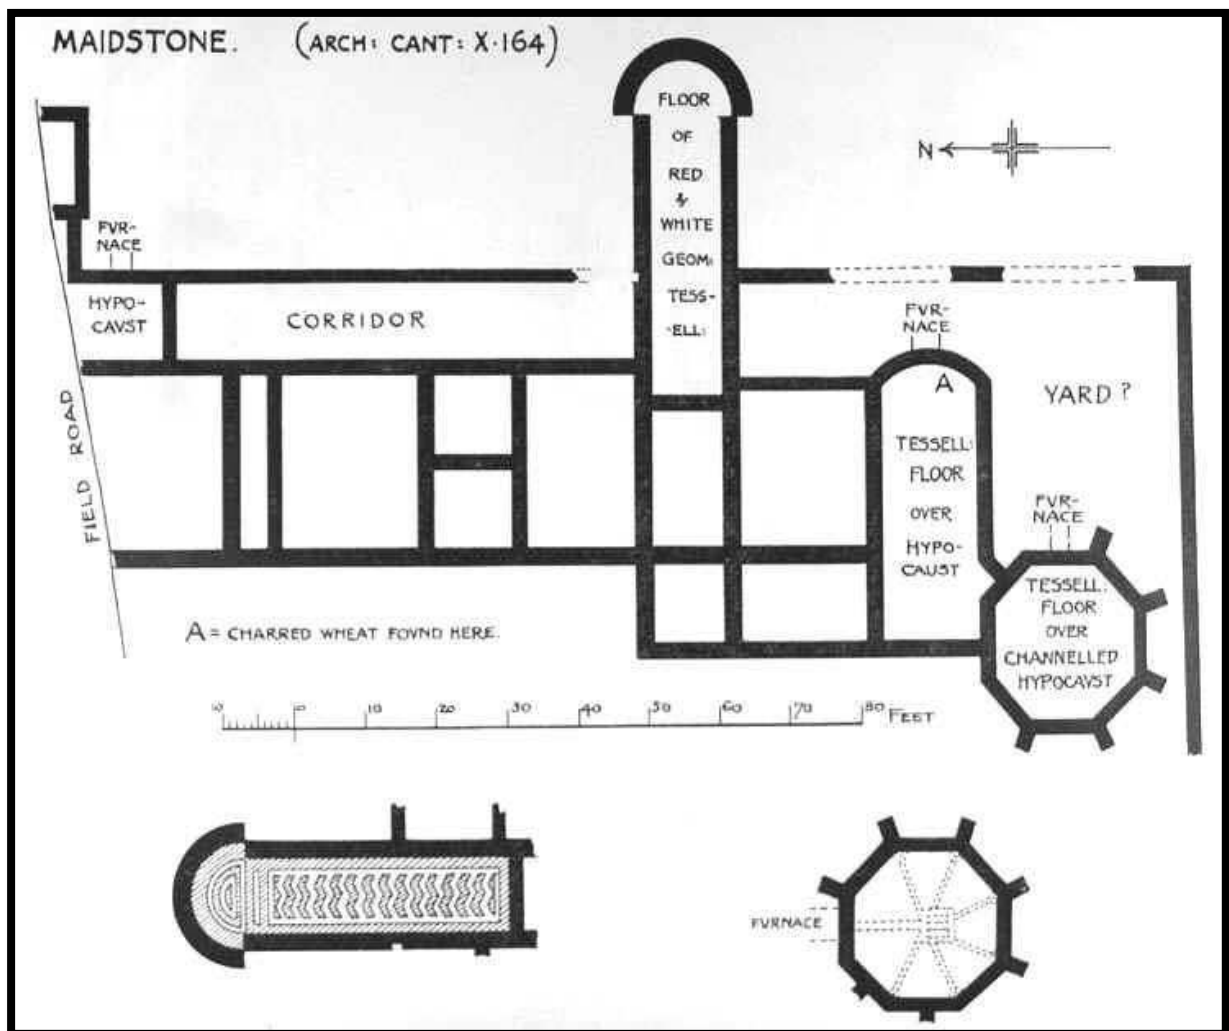 MAIDSTONE. (ARCH: CANT: X·164)
FLOOR
OF
RED
&
WHITE
GEOM:
TESS-
-ELL:
N
FVR-
NACE
HYPO-
CAVST
CORRIDOR
FVR-
NACE
A
YARD ?
TESSELL:
FLOOR
OVER
HYPO-
CAUST
FIELD ROAD
FVR-
NACE
TESSELL:
FLOOR
OVER
CHANNELLED
HYPOCAVST
A = CHARRED WHEAT FOVND HERE.
10 0 10 20 30 40 50 60 70 80 FEET
FVRNACE